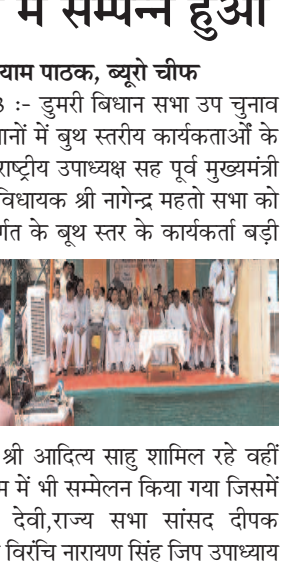 में सम्पन्न हुआ
याम पाठक, ब्यूरो चीफ
3 :- डुमरी बिधान सभा उप चुनाव
ानों में बुथ स्तरीय कार्यकताओं के
राष्ट्रीय उपाध्यक्ष सह पूर्व मुख्यमंत्री
विधायक श्री नागेन्द्र महतो सभा को
र्गत के बूथ स्तर के कार्यकर्ता बड़ी
श्री आदित्य साहु शामिल रहे वहीं
म में भी सम्मेलन किया गया जिसमें
देवी,राज्य सभा सांसद दीपक
विरंचि नारायण सिंह जिप उपाध्याय